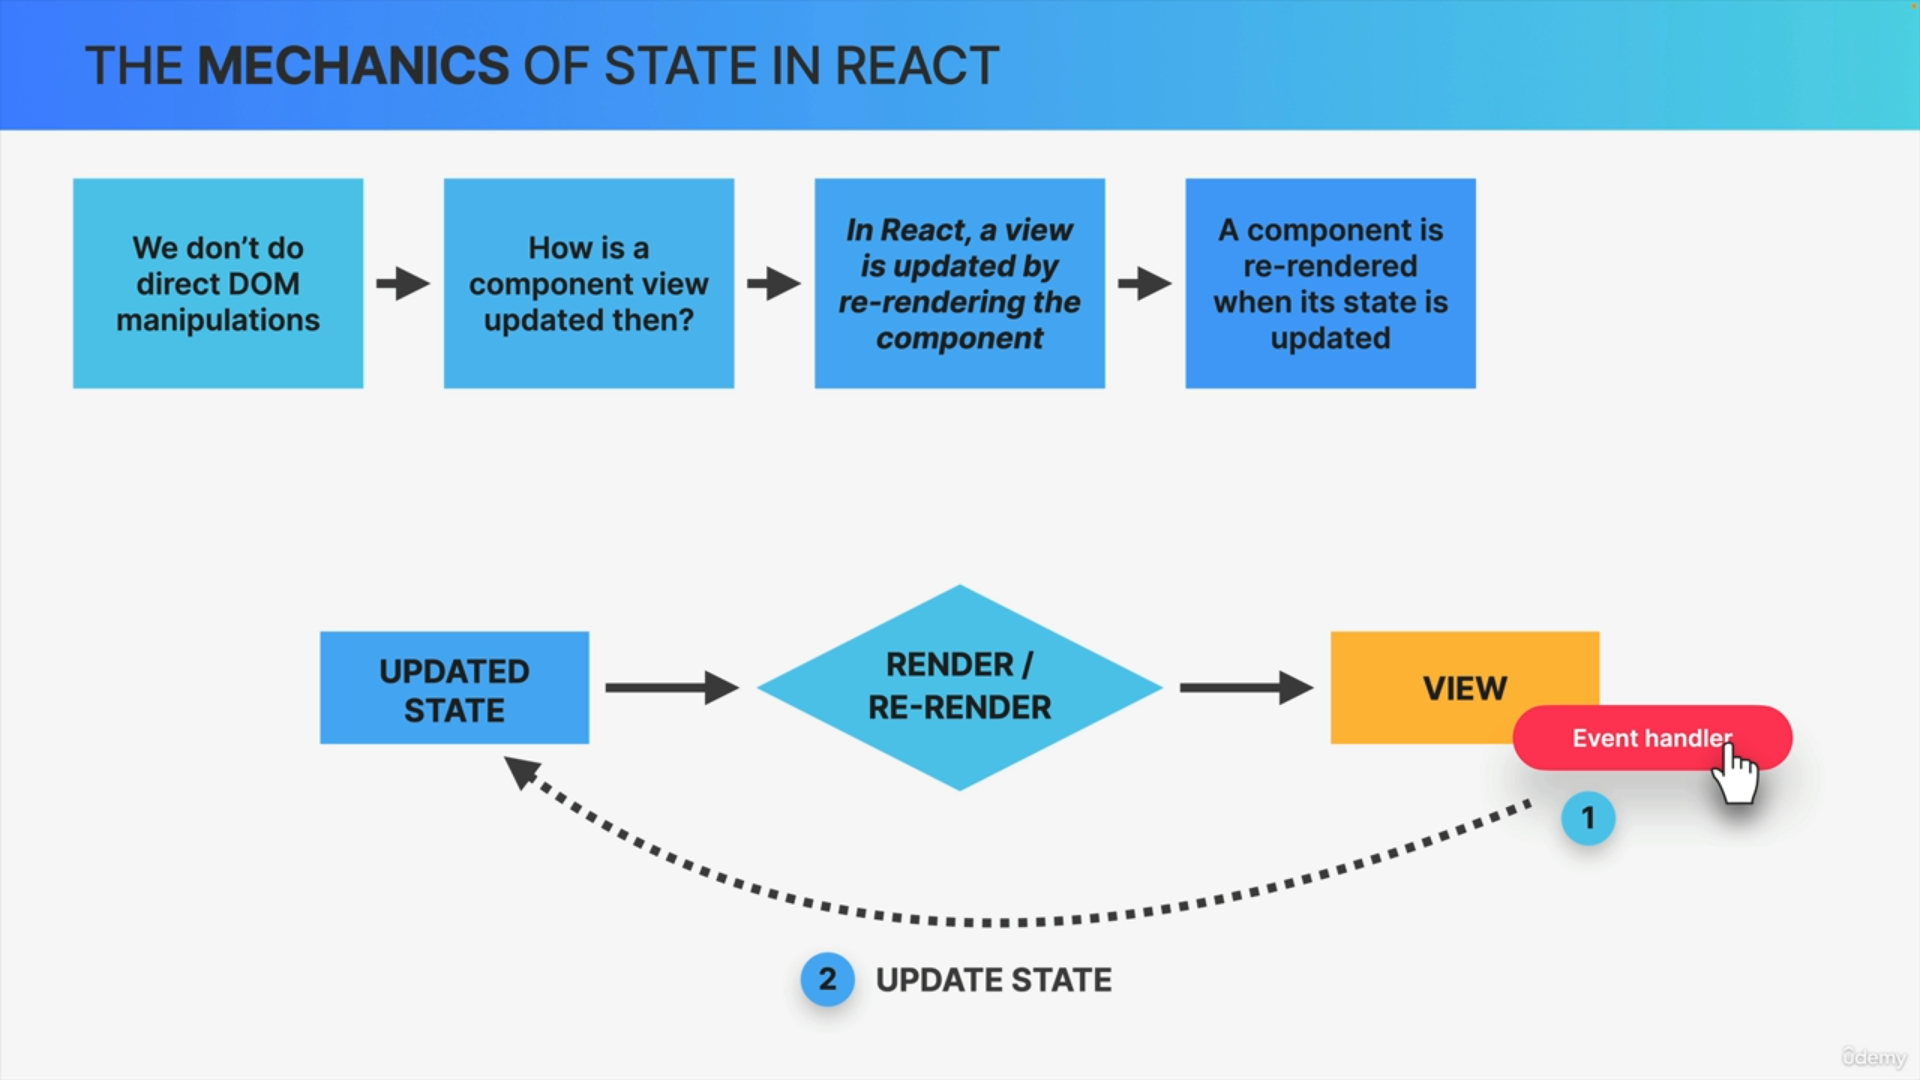 THE MECHANICS OF STATE IN REACT
We don’t do
direct DOM
manipulations
How is a
component view
updated then?
In React, a view
is updated by
re-rendering the
component
A component is
re-rendered
when its state is
updated
UPDATED
STATE
RENDER /
RE-RENDER
VIEW
Event handler
1
2 UPDATE STATE
ûdemy